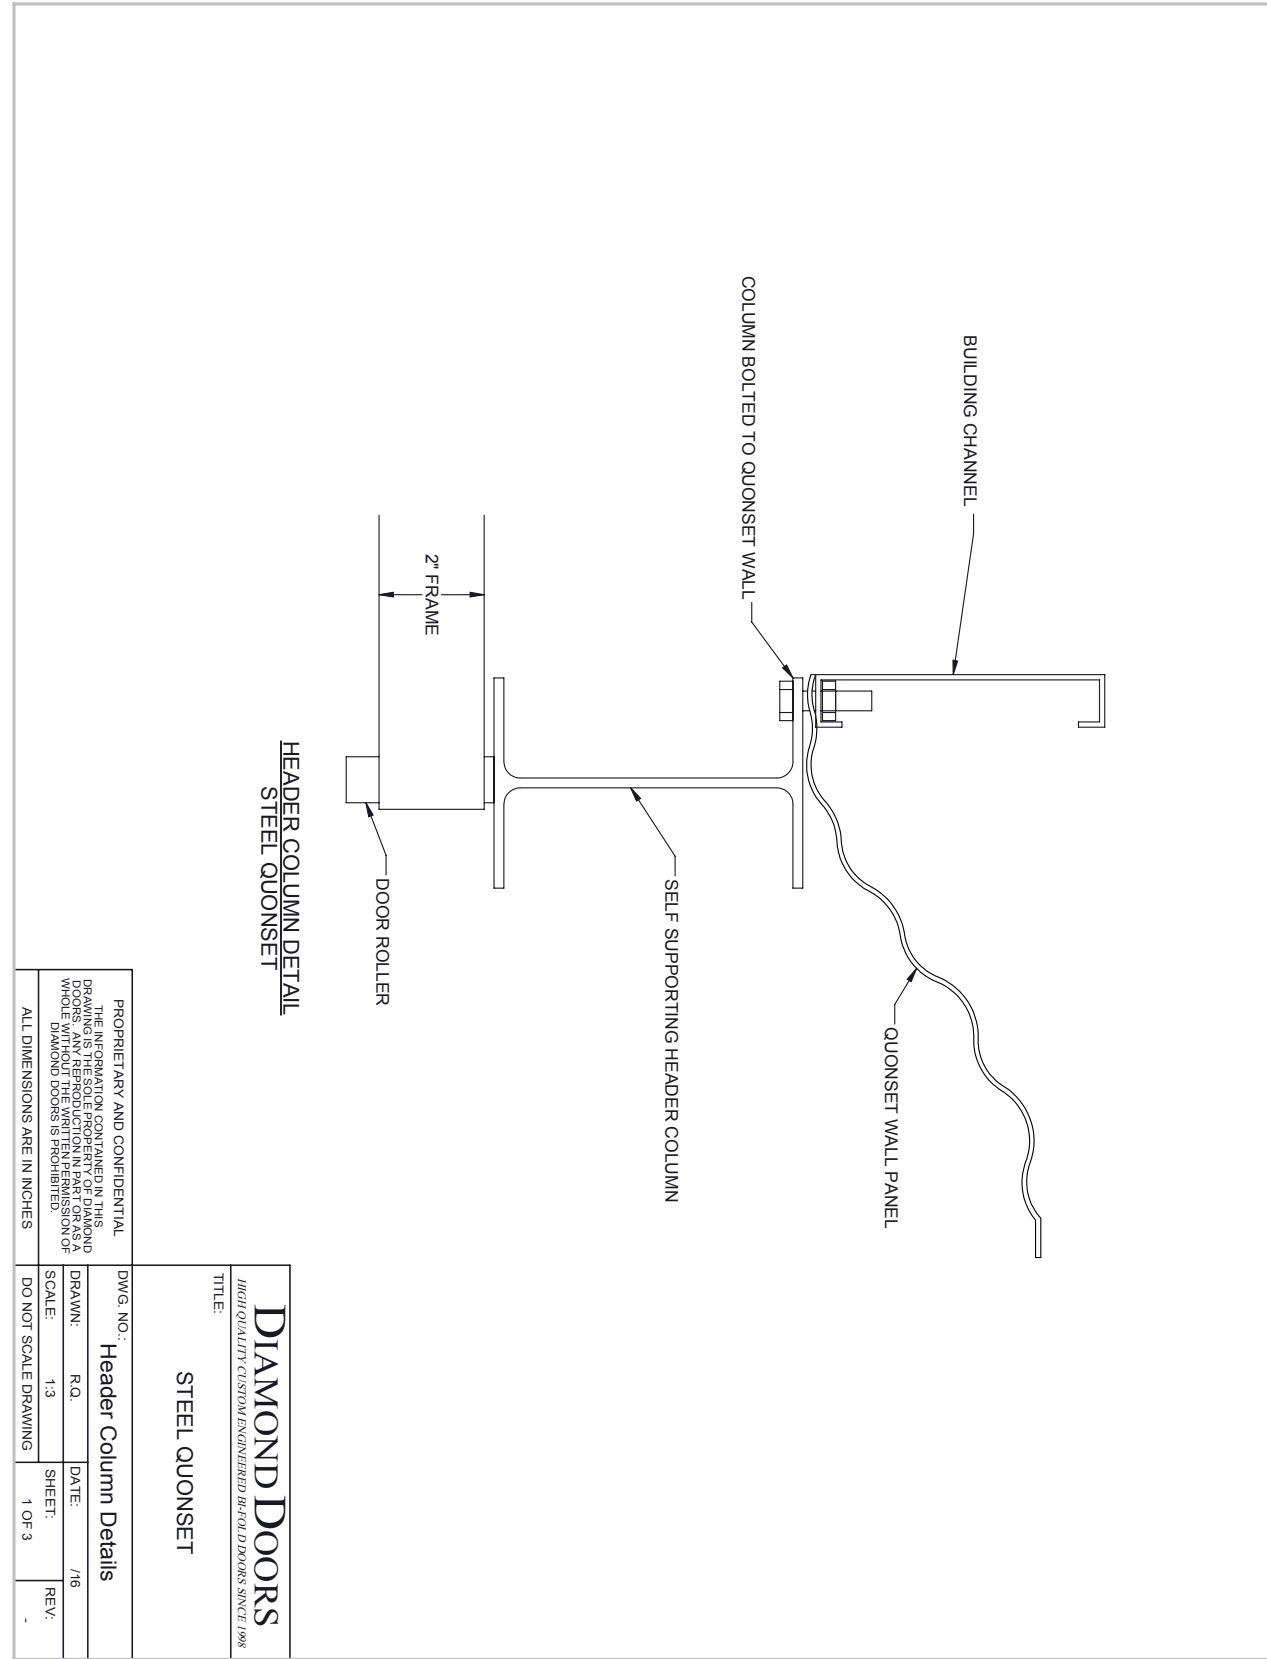 BUILDING CHANNEL
COLUMN BOLTED TO QUONSET WALL
QUONSET WALL PANEL
SELF SUPPORTING HEADER COLUMN
2" FRAME
DOOR ROLLER
HEADER COLUMN DETAIL
STEEL QUONSET
DIAMOND DOORS
HIGH QUALITY CUSTOM ENGINEERED BI-FOLD DOORS SINCE 1998
TITLE:
STEEL QUONSET
PROPRIETARY AND CONFIDENTIAL
THE INFORMATION CONTAINED IN THIS
DRAWING IS THE SOLE PROPERTY OF DIAMOND
DOORS. ANY REPRODUCTION IN PART OR AS A
WHOLE WITHOUT THE WRITTEN PERMISSION OF
DIAMOND DOORS IS PROHIBITED.
ALL DIMENSIONS ARE IN INCHES
DWG. NO.: Header Column Details
DRAWN: R.Q. DATE: /16
SCALE: 1:3 SHEET: 1 OF 3 REV: -
DO NOT SCALE DRAWING